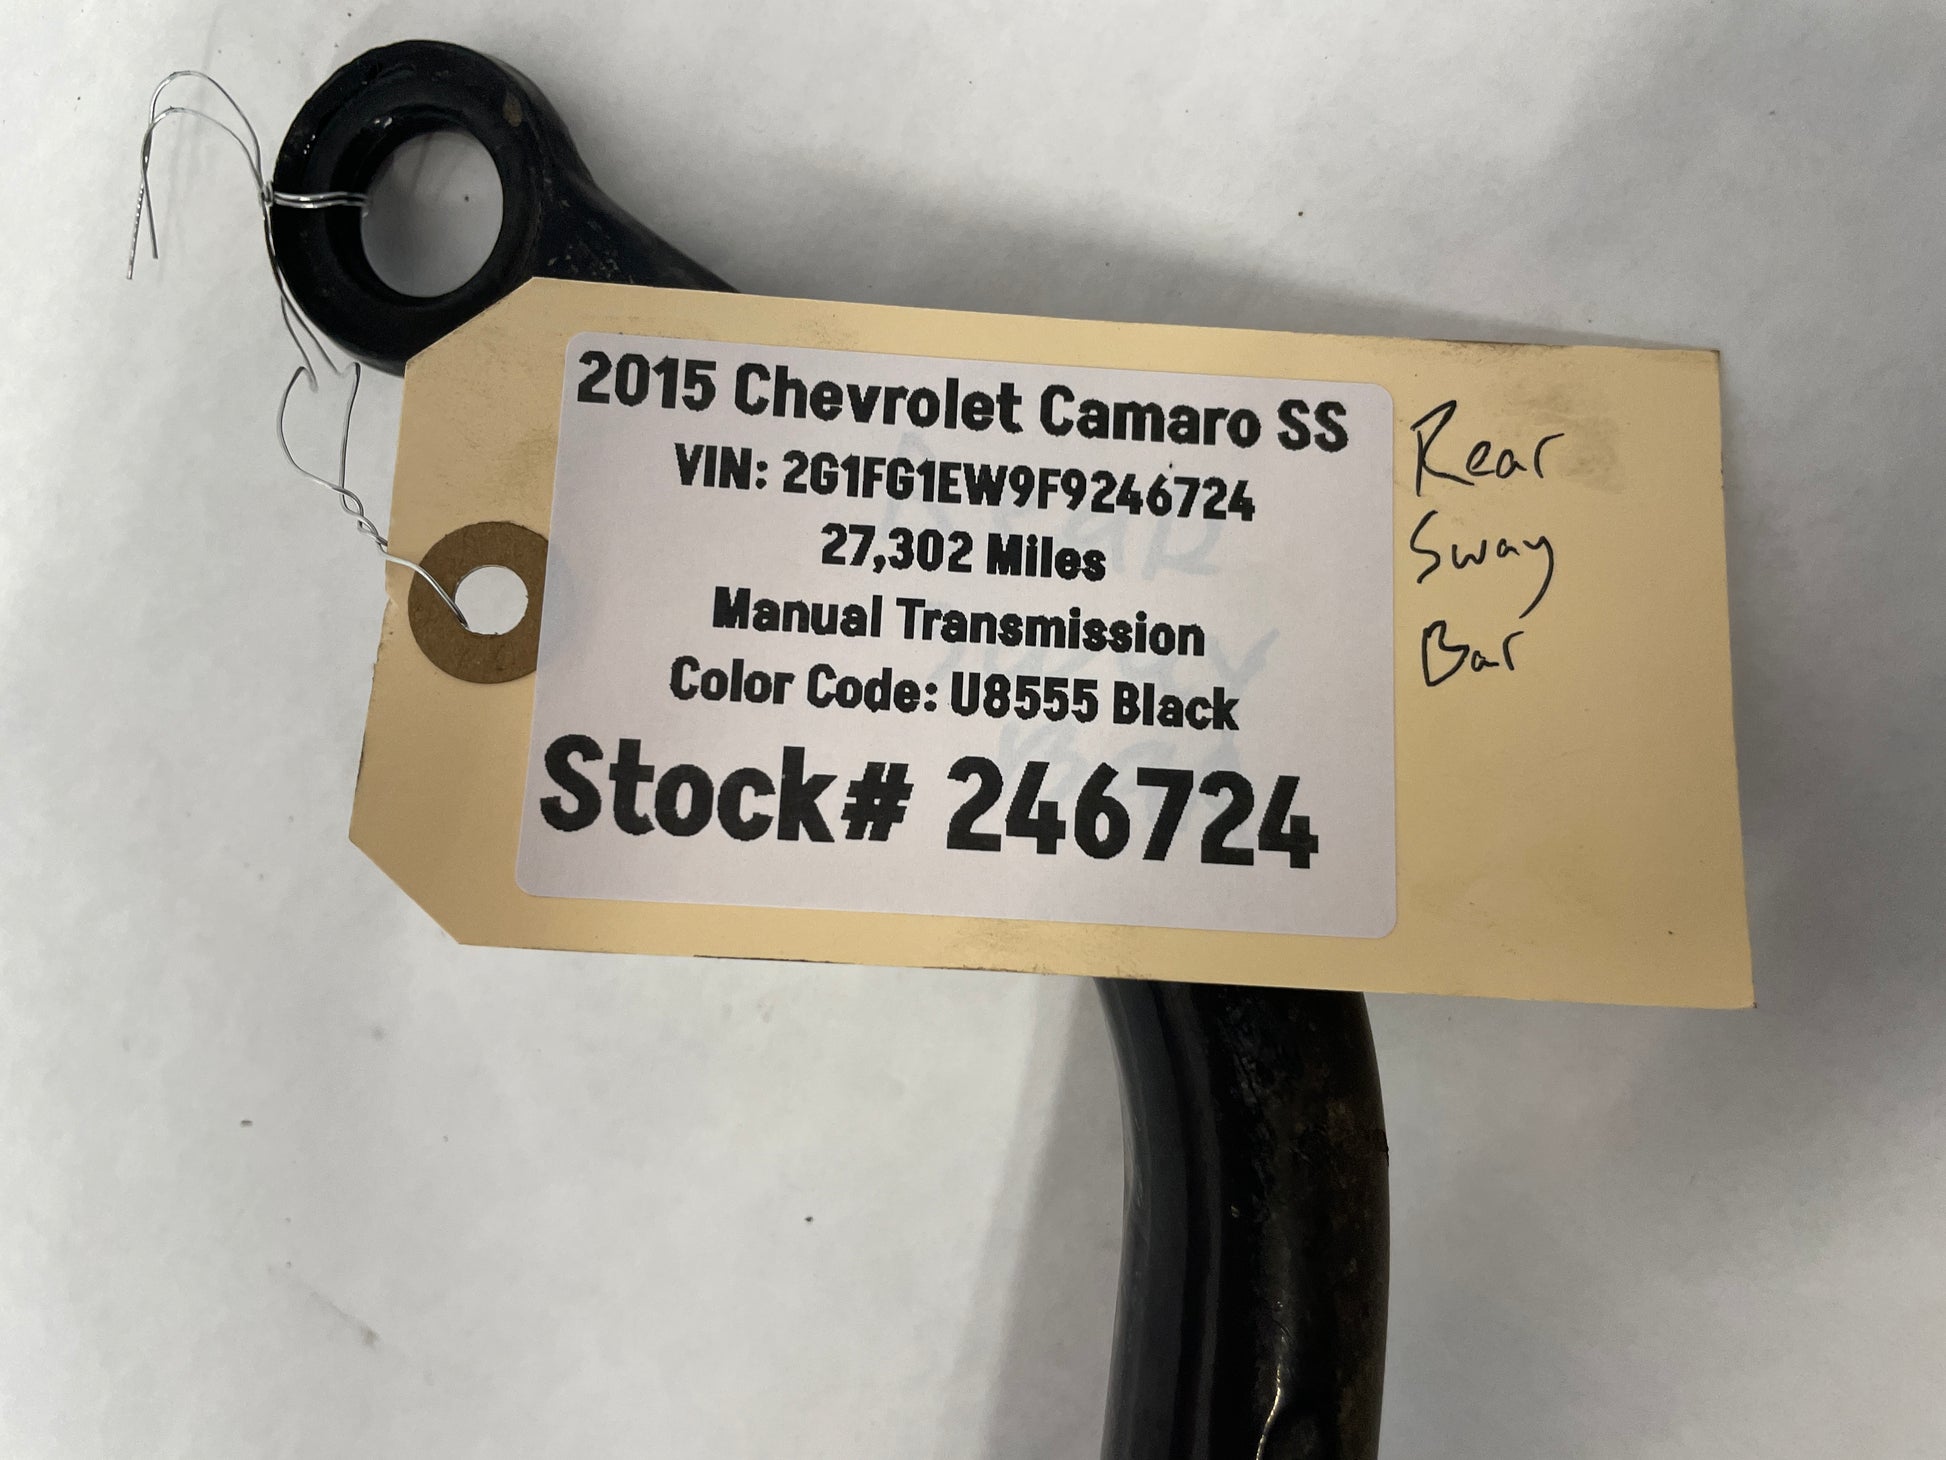 2015 Chevrolet Camaro SS
VIN: 2G1FG1EW9F9246724
27,302 Miles
Manual Transmission
Color Code: U8555 Black
Stock# 246724
Rear
Sway
Bar